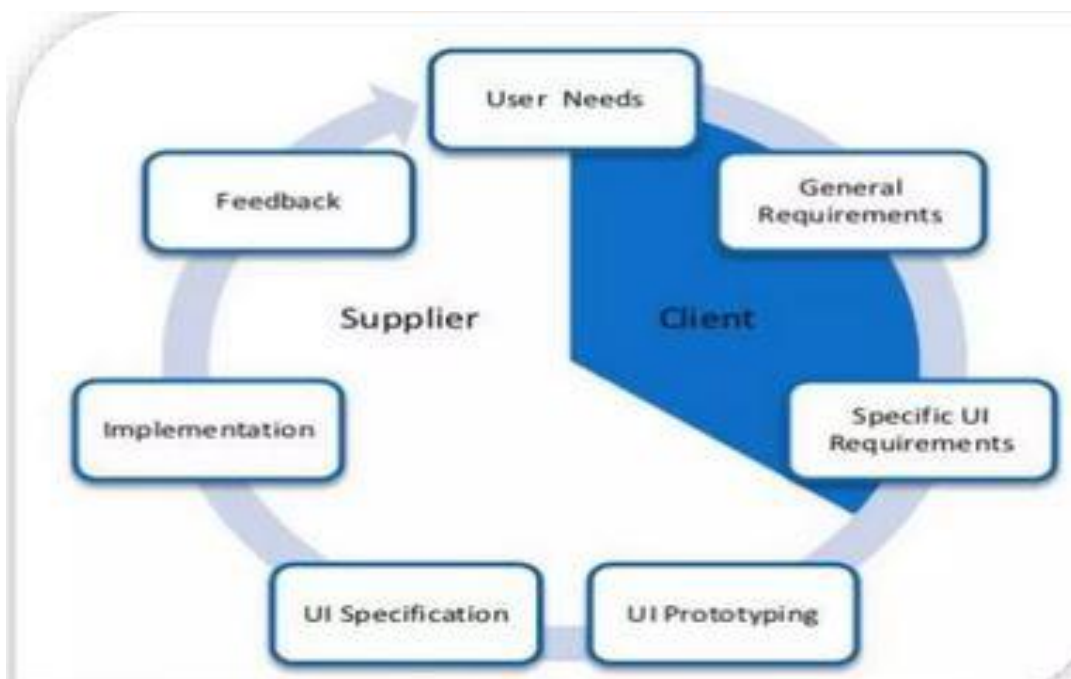 User Needs
General
Requirements
Feedback
Supplier
Client
Implementation
Specific UI
Requirements
UI Specification
UI Prototyping